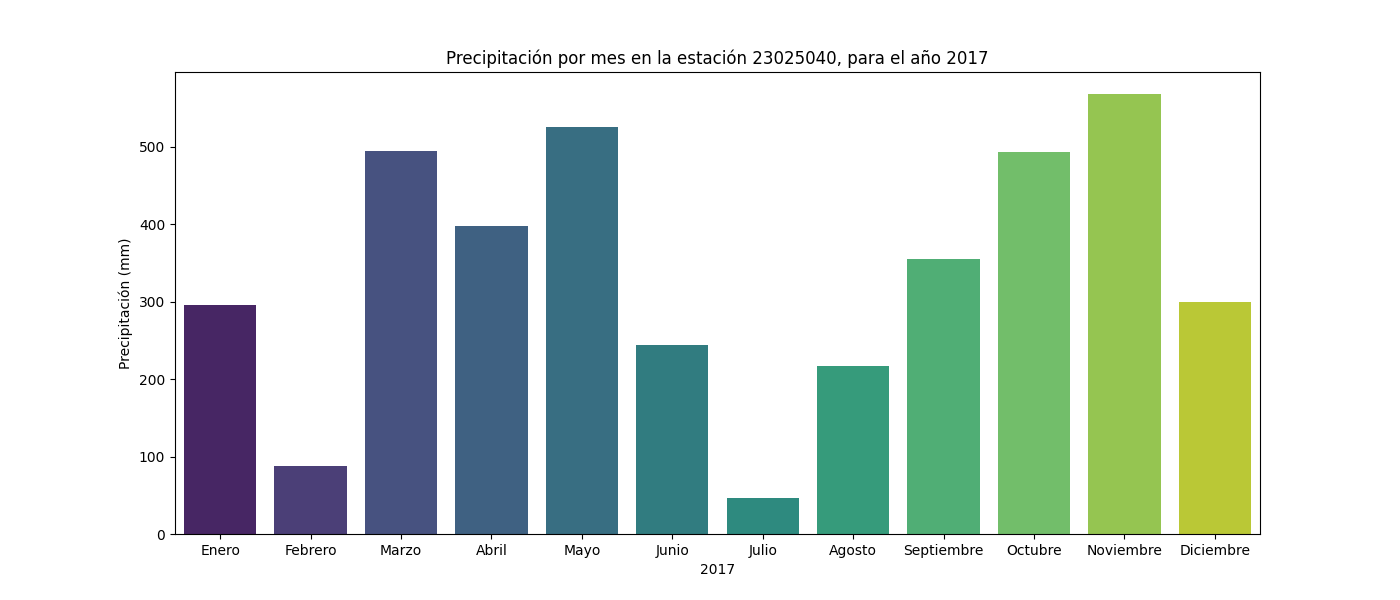 Precipitación por mes en la estación 23025040, para el año 2017
Precipitación (mm)
500
400
300
200
100
0
Enero Febrero Marzo Abril Mayo Junio Julio Agosto Septiembre Octubre Noviembre Diciembre
2017